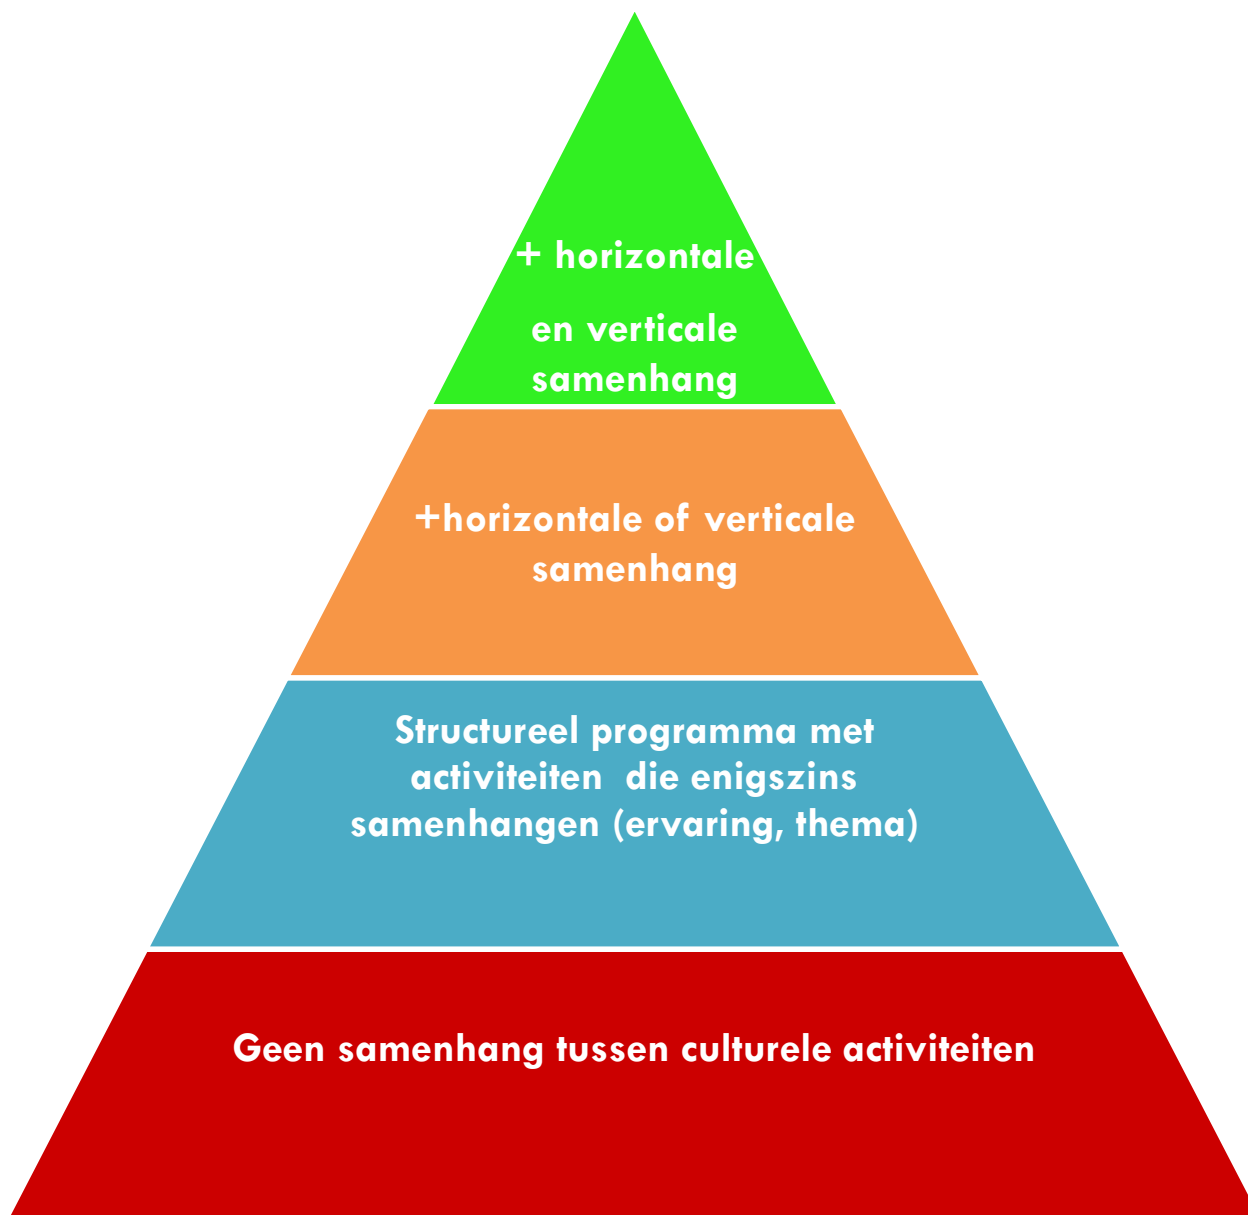 + horizontale
en verticale
samenhang
+horizontale of verticale
samenhang
Structureel programma met
activiteiten  die enigszins
samenhangen (ervaring, thema)
Geen samenhang tussen culturele activiteiten